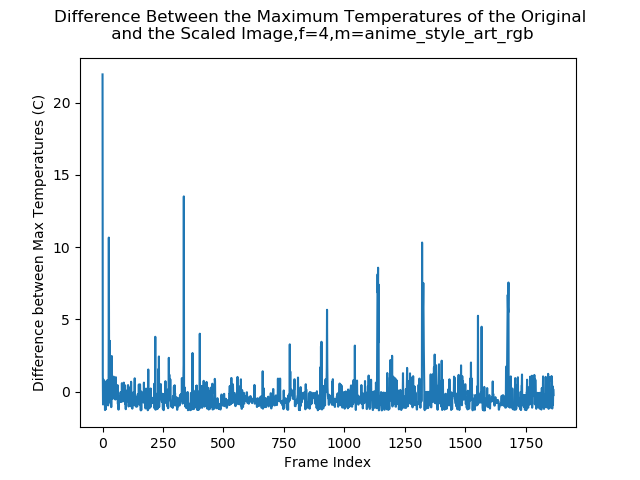 Difference Between the Maximum Temperatures of the Original
and the Scaled Image,f=4,m=anime_style_art_rgb
Difference between Max Temperatures (C)
20
15
10
5
0
0 250 500 750 1000 1250 1500 1750
Frame Index